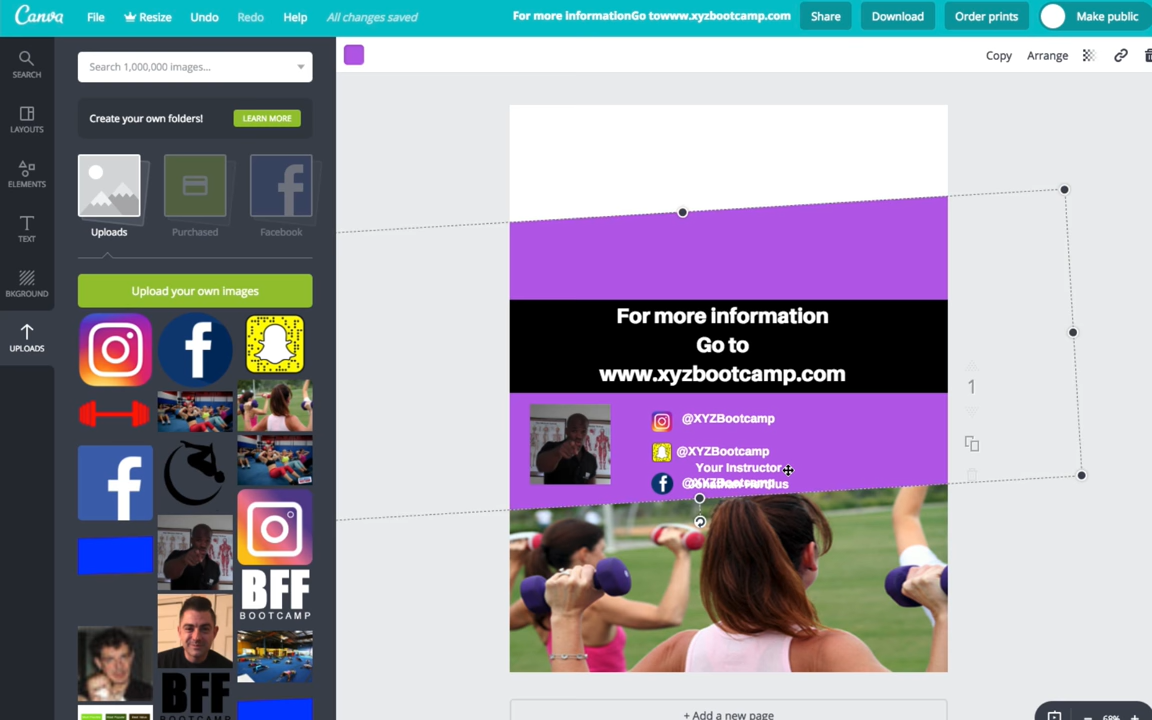 Canva File Resize Undo Redo Help All changes saved For more informationGo towww.xyzbootcamp.com Share Download Order prints Make public
Copy Arrange
SEARCH
LAYOUTS
ELEMENTS
TEXT
BKGROUND
UPLOADS
Search 1,000,000 images...
Create your own folders! LEARN MORE
Uploads Purchased Facebook
Upload your own images
BFF
BOOTCAMP
BFF
BOOTCAMP
For more information
Go to
www.xyzbootcamp.com
@XYZBootcamp
@XYZBootcamp
Your Instructor
@XYZBootcamp
1
+ Add a new page
68%